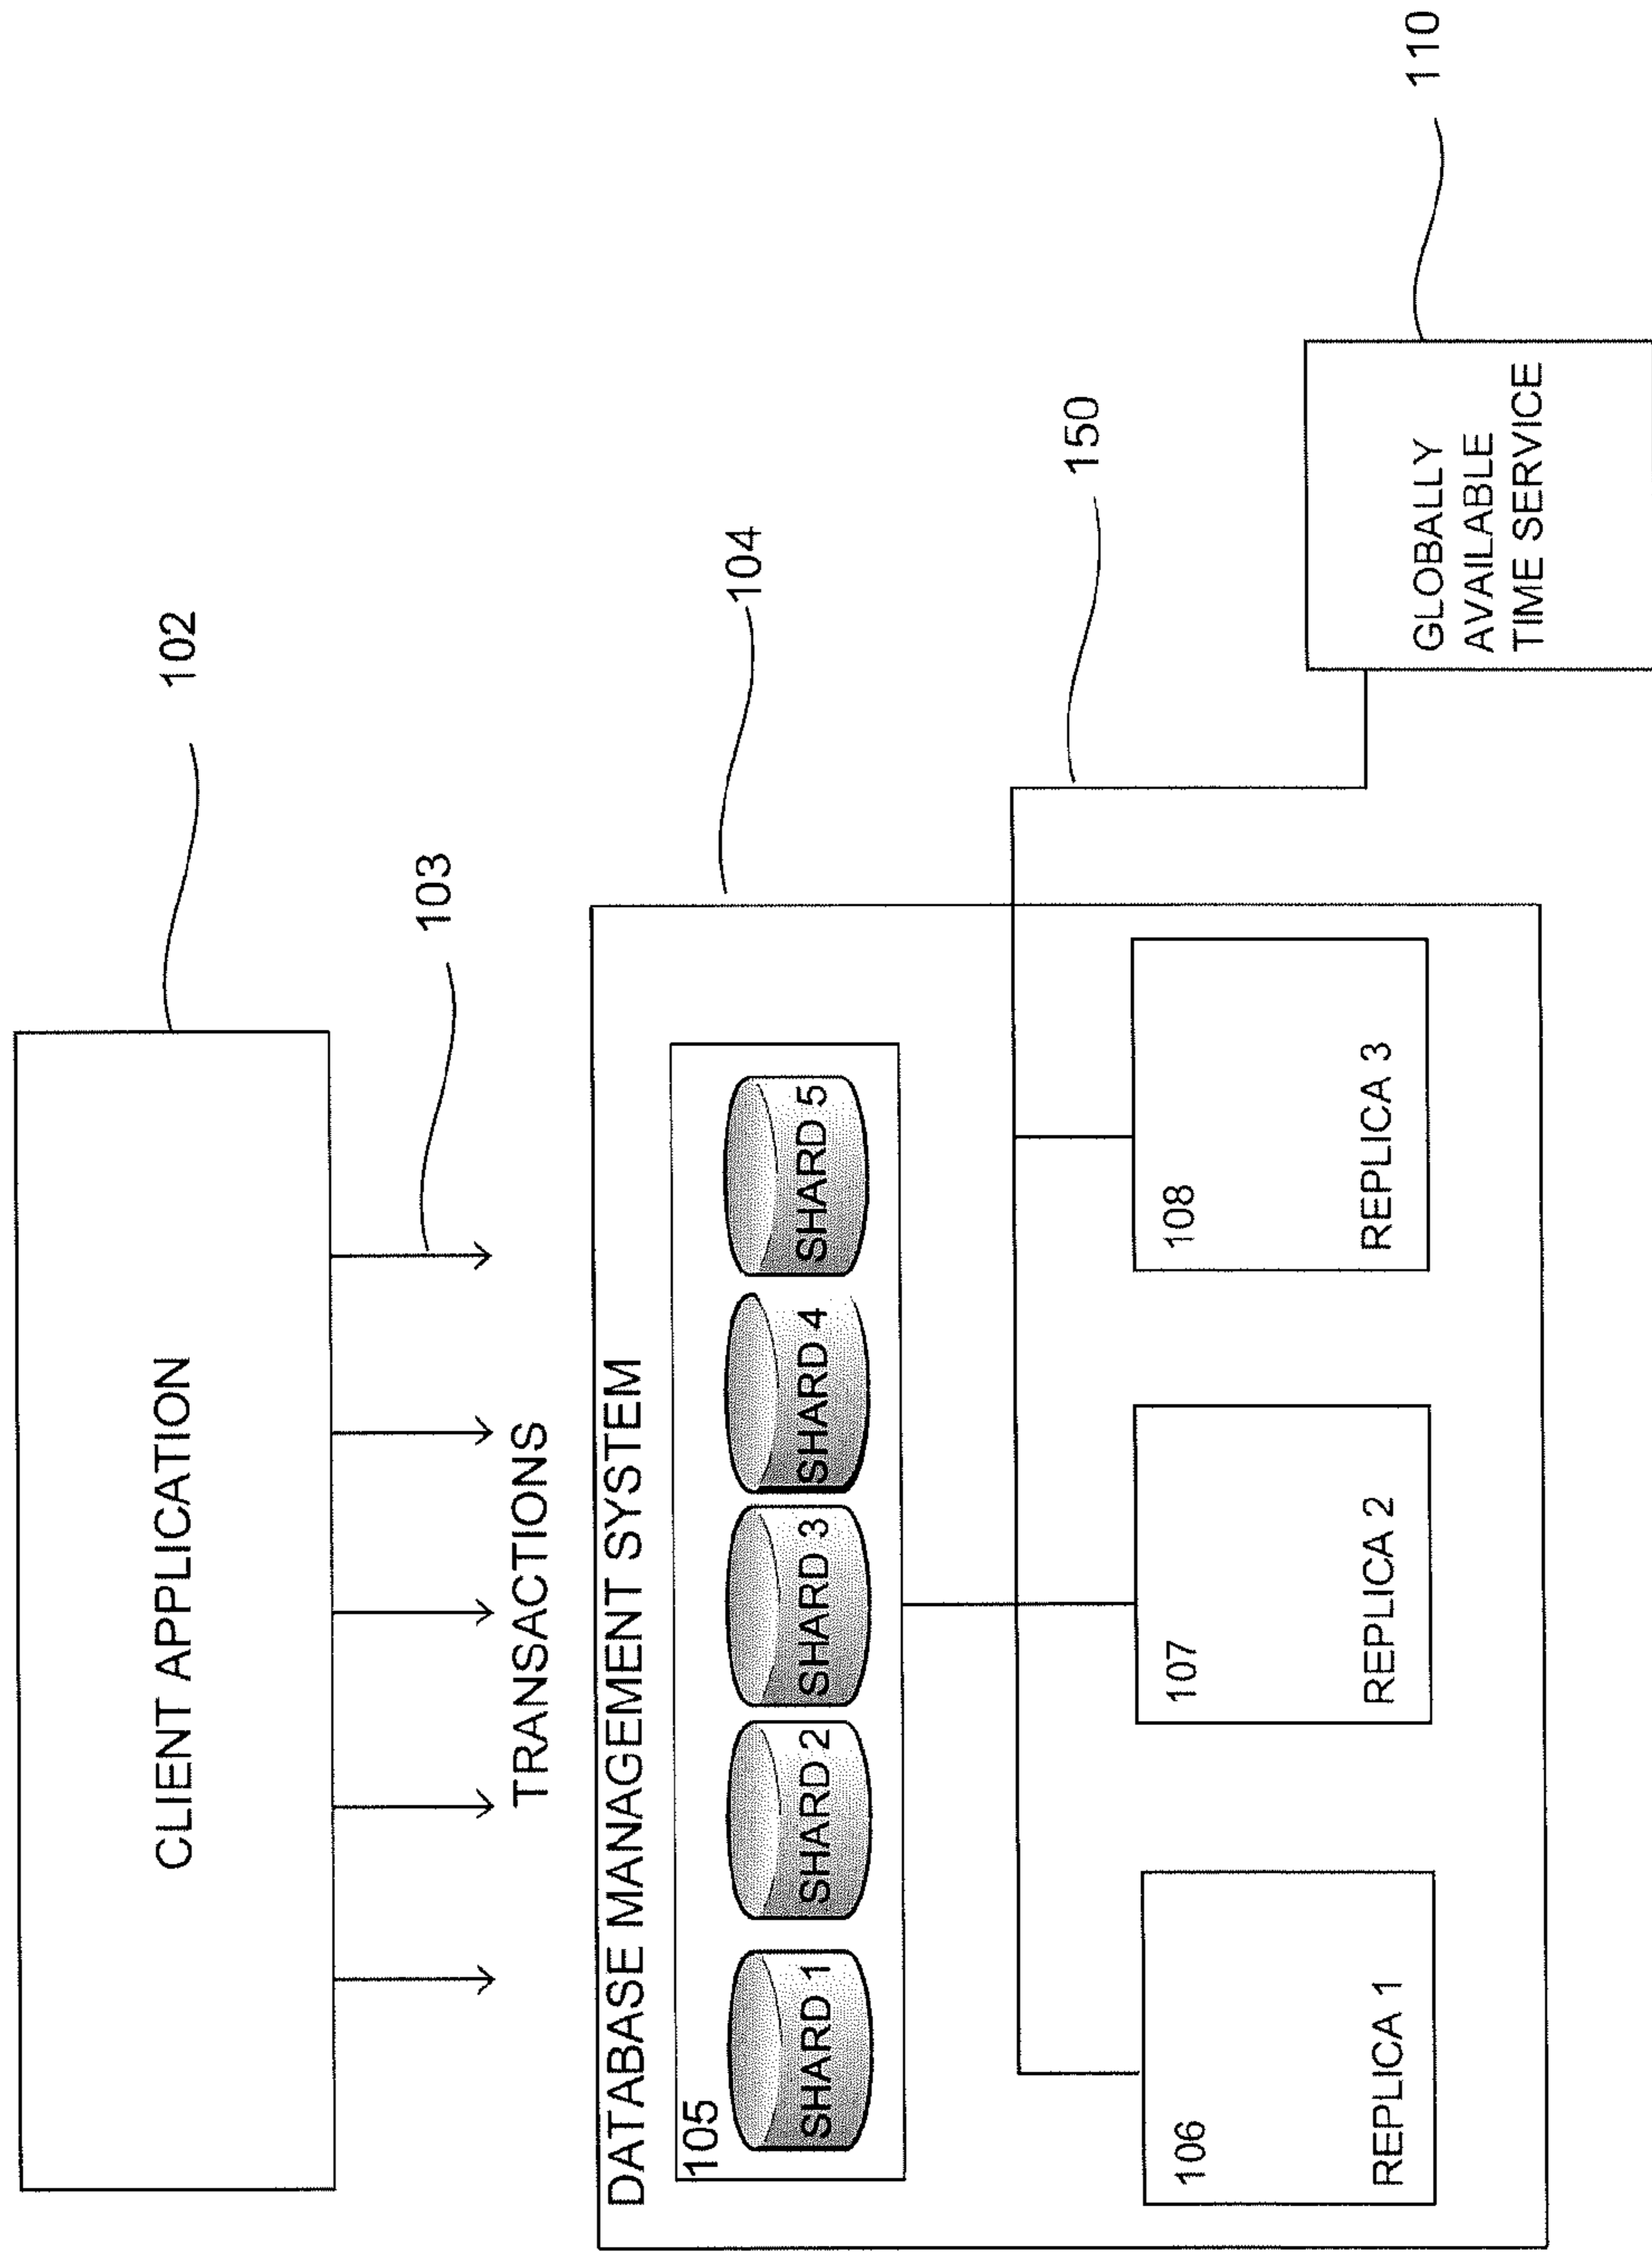 CLIENT APPLICATION
102
103
TRANSACTIONS
104
DATABASE MANAGEMENT SYSTEM
105
SHARD 1
SHARD 2
SHARD 3
SHARD 4
SHARD 5
150
106
REPLICA 1
107
REPLICA 2
108
REPLICA 3
GLOBALLY
AVAILABLE
TIME SERVICE
110